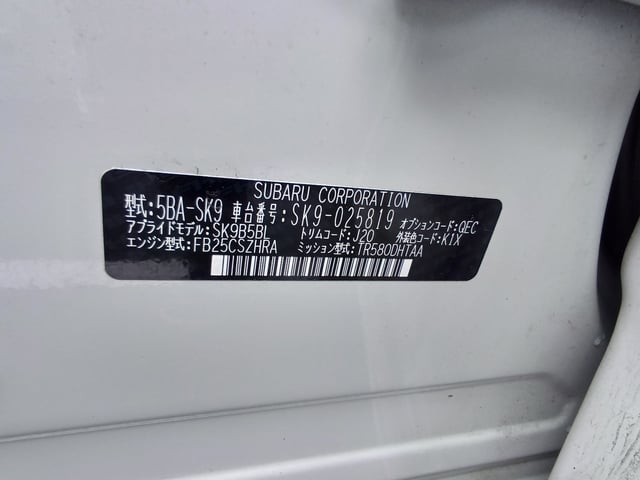 SUBARU CORPORATION
型式:5BA-SK9 車台番号:SK9-025819 オプションコード:QEC
アプライドモデル:SK9B5BL トリムコード:J20 外装色コード:K1X
エンジン型式:FB25CSZHRA ミッション型式:TR580DHTAA